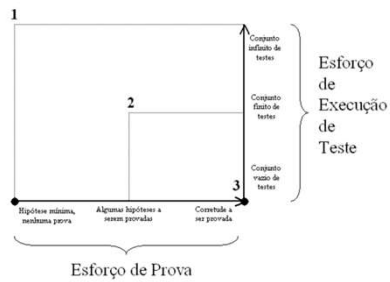 1
Conjunto
infinito de
testes
Esforço
de
Execução
de
Teste
2
Conjunto
finito de
testes
Conjunto
vazio de
testes
3
Hipótese mínima,
nenhuma prova
Algumas hipóteses a
serem provadas
Corretude a
ser provada
Esforço de Prova